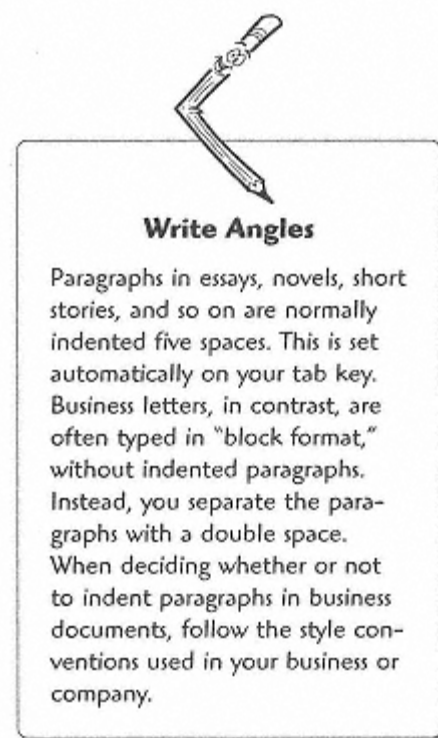 Write Angles
Paragraphs in essays, novels, short
stories, and so on are normally
indented five spaces. This is set
automatically on your tab key.
Business letters, in contrast, are
often typed in "block format,"
without indented paragraphs.
Instead, you separate the para-
graphs with a double space.
When deciding whether or not
to indent paragraphs in business
documents, follow the style con-
ventions used in your business or
company.